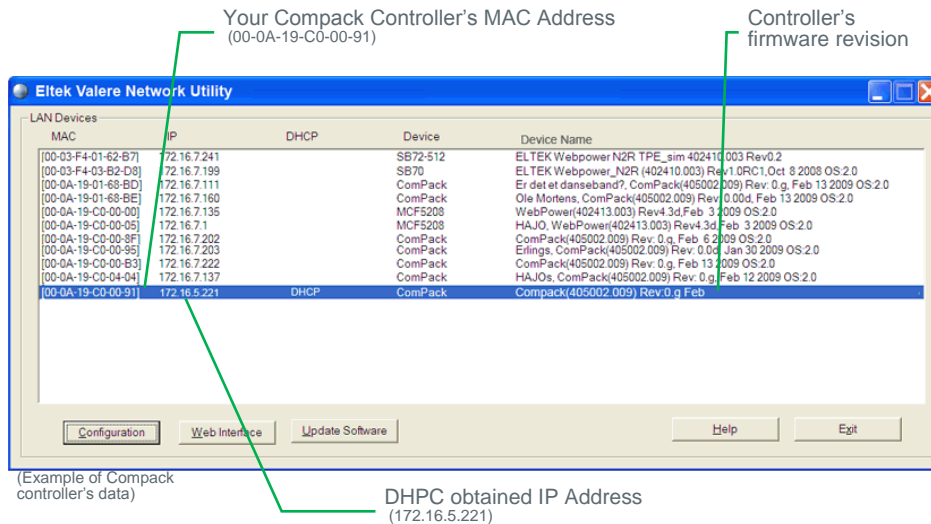 Your Compack Controller's MAC Address
(00-0A-19-C0-00-91)
Controller's
firmware revision
Eltek Valere Network Utility
LAN Devices
MAC IP DHCP Device Device Name
[00-03-F4-01-62-B7] 172.16.7.241 SB72-512 ELTEK Webpower N2R TPE_sim 402410.003 Rev0.2
[00-03-F4-03-B2-D8] 172.16.7.199 SB70 ELTEK Webpower_N2R (402410.003) Rev1.0RC1,Oct 8 2008 OS:2.0
[00-0A-19-01-68-BD] 172.16.7.111 ComPack Er det et danseband?, ComPack(405002.009) Rev: 0.g, Feb 13 2009 OS:2.0
[00-0A-19-01-68-BE] 172.16.7.160 ComPack Ole Mortens, ComPack(405002.009) Rev: 0.00d, Feb 13 2009 OS:2.0
[00-0A-19-C0-00-00] 172.16.7.135 MCF5208 WebPower(402413.003) Rev4.3d,Feb 3 2009 OS:2.0
[00-0A-19-C0-00-05] 172.16.7.1 MCF5208 HAJO, WebPower(402413.003) Rev4.3d,Feb 3 2009 OS:2.0
[00-0A-19-C0-00-8F] 172.16.7.202 ComPack ComPack(405002.009) Rev: 0.g, Feb 6 2009 OS:2.0
[00-0A-19-C0-00-95] 172.16.7.203 ComPack Erlings, ComPack(405002.009) Rev: 0.0d, Jan 30 2009 OS:2.0
[00-0A-19-C0-00-B3] 172.16.7.222 ComPack ComPack(405002.009) Rev: 0.g, Feb 13 2009 OS:2.0
[00-0A-19-C0-04-04] 172.16.7.137 ComPack HAJOs, ComPack(405002.009) Rev: 0.g, Feb 12 2009 OS:2.0
[00-0A-19-C0-00-91] 172.16.5.221 DHCP ComPack Compack(405002.009) Rev:0.g Feb
Configuration Web Interface Update Software Help Exit
(Example of Compack
controller's data)
DHPC obtained IP Address
(172.16.5.221)